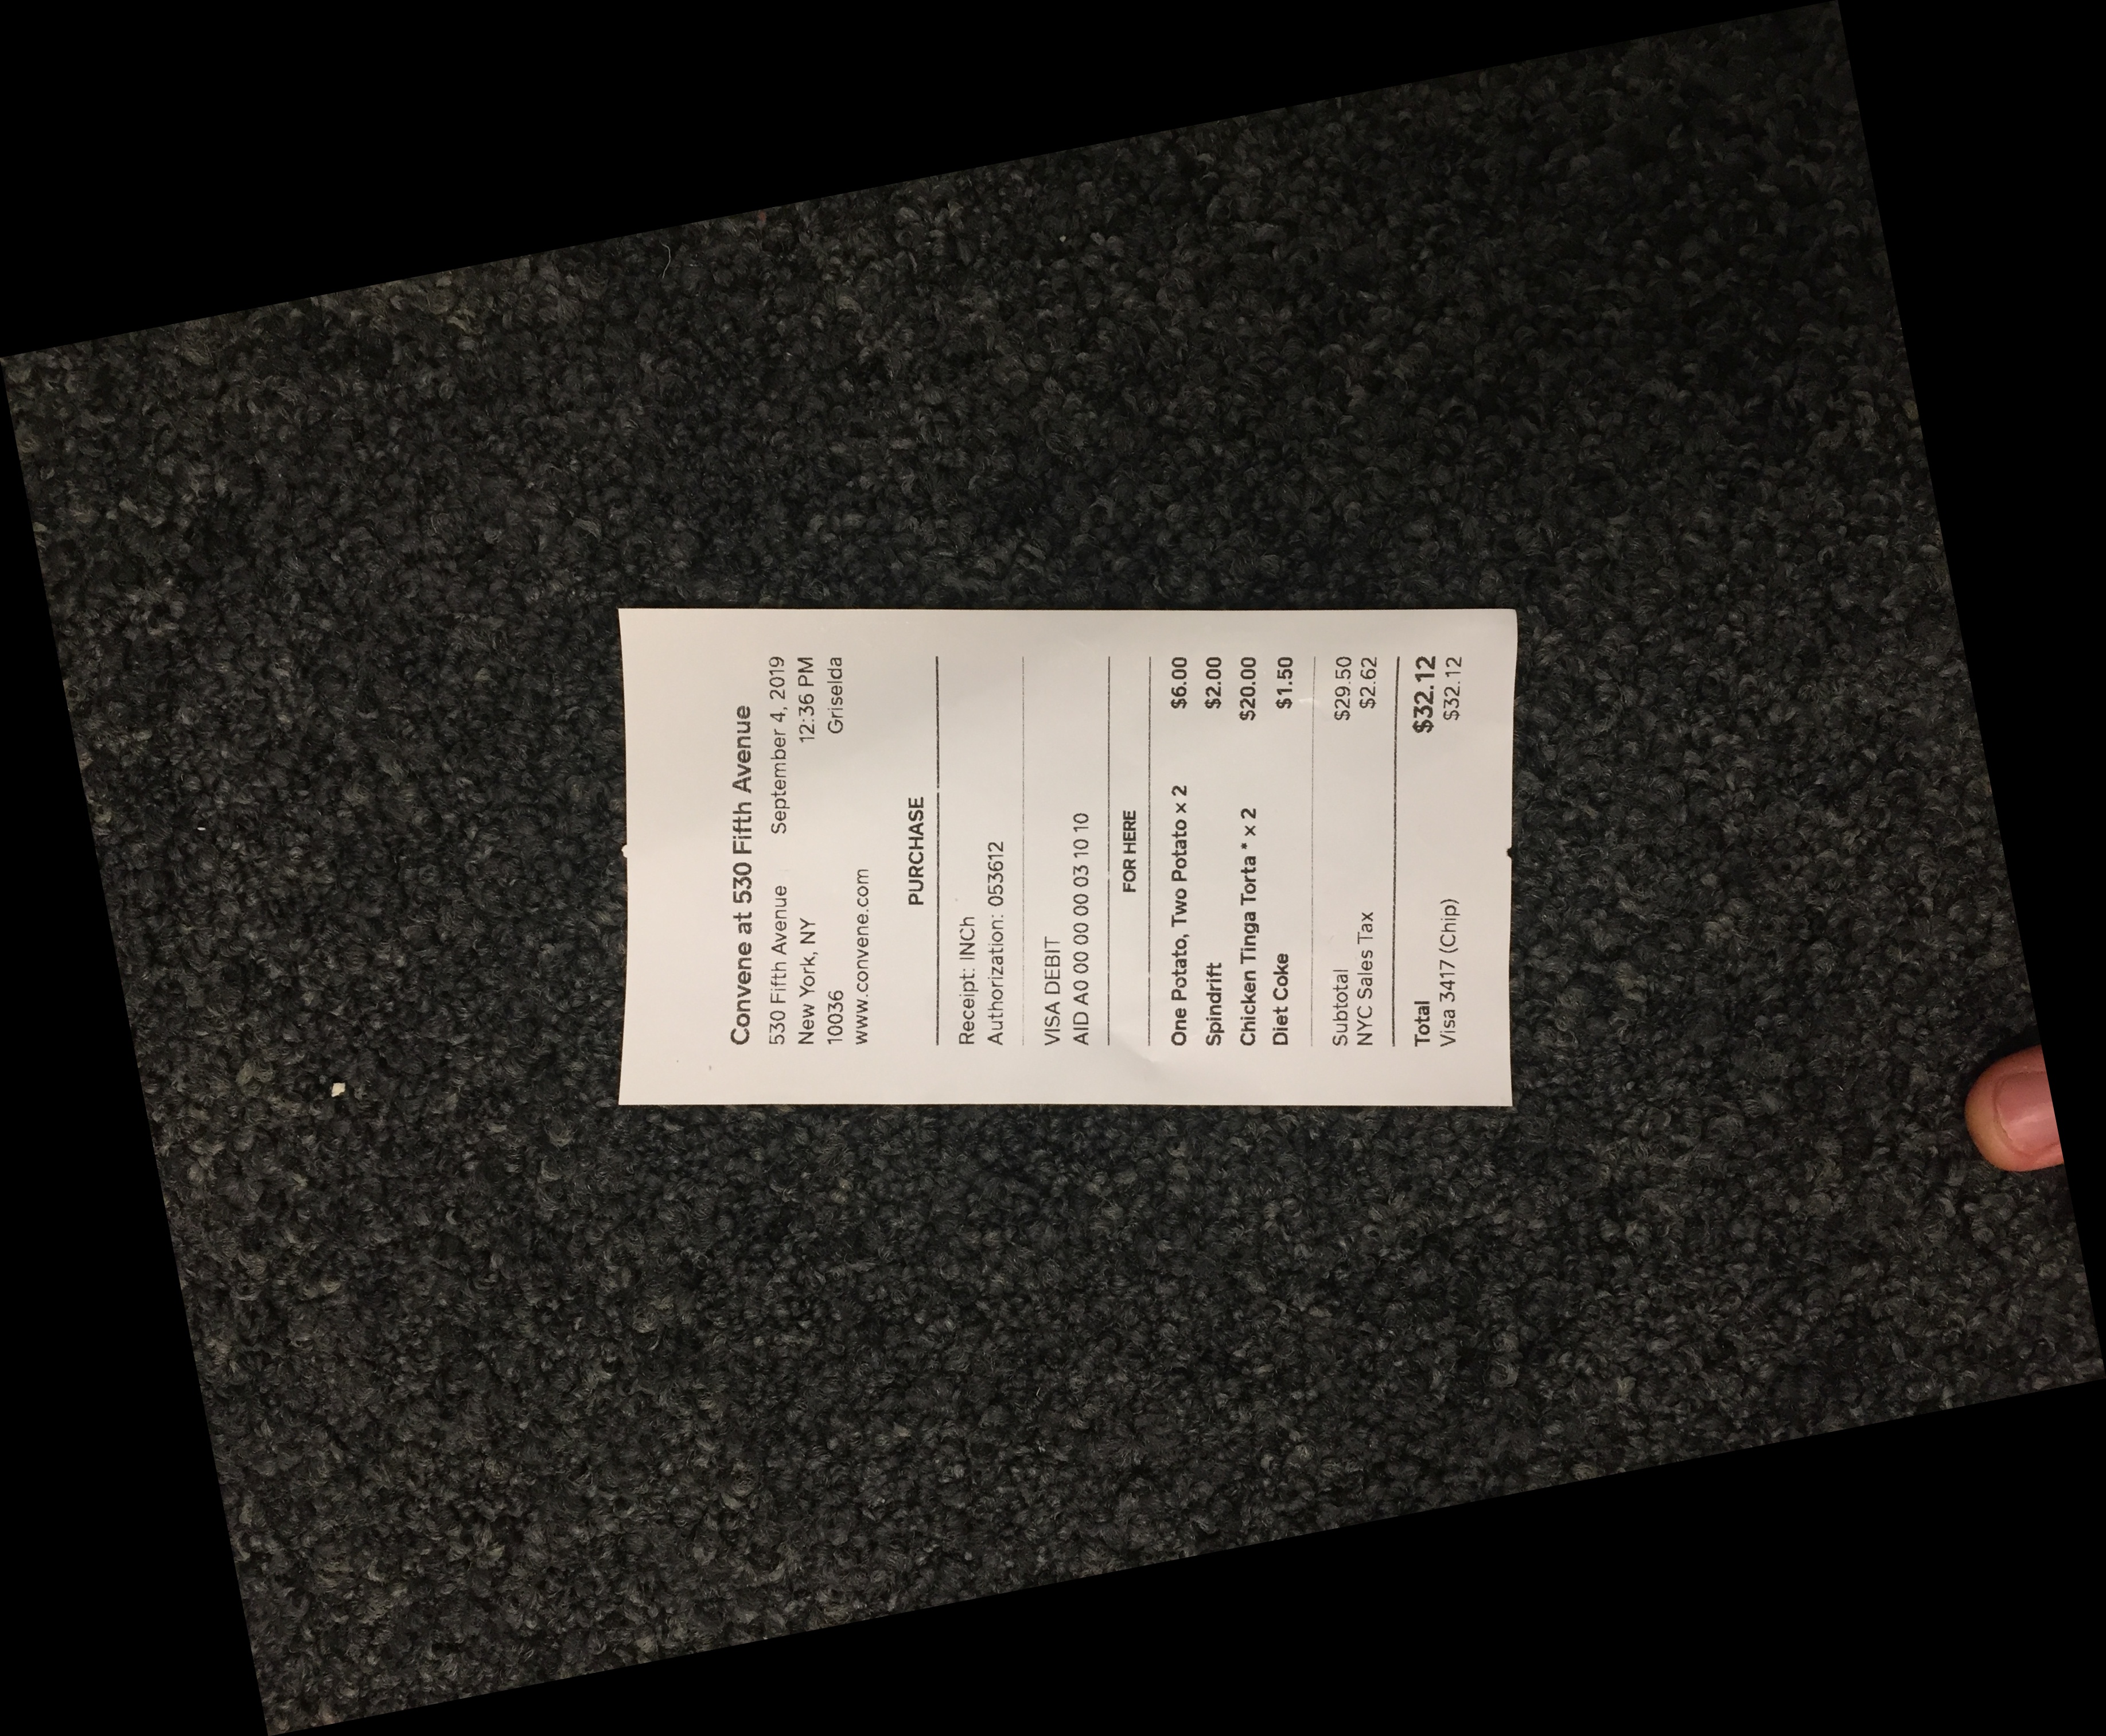 Convene at 530 Fifth Avenue
530 Fifth Avenue September 4, 2019
New York, NY 12:36 PM
10036 Griselda
www.convene.com
PURCHASE
Receipt: INCh
Authorization: 053612
VISA DEBIT
AID A0 00 00 00 03 10 10
FOR HERE
One Potato, Two Potato × 2 $6.00
Spindrift $2.00
Chicken Tinga Torta * × 2 $20.00
Diet Coke $1.50
Subtotal $29.50
NYC Sales Tax $2.62
Total $32.12
Visa 3417 (Chip) $32.12